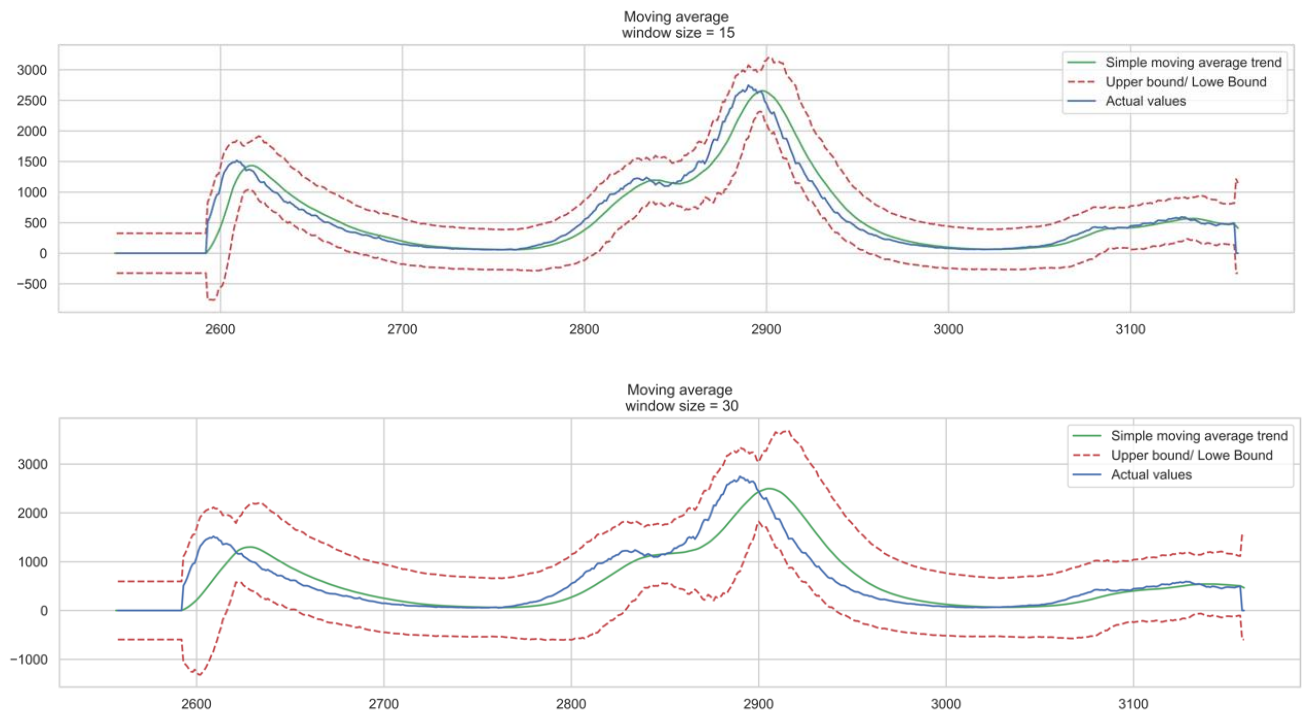 Moving average
window size = 15
Simple moving average trend
Upper bound/ Lowe Bound
Actual values
3000
2500
2000
1500
1000
500
0
−500
2600 2700 2800 2900 3000 3100
Moving average
window size = 30
Simple moving average trend
Upper bound/ Lowe Bound
Actual values
3000
2000
1000
0
−1000
2600 2700 2800 2900 3000 3100